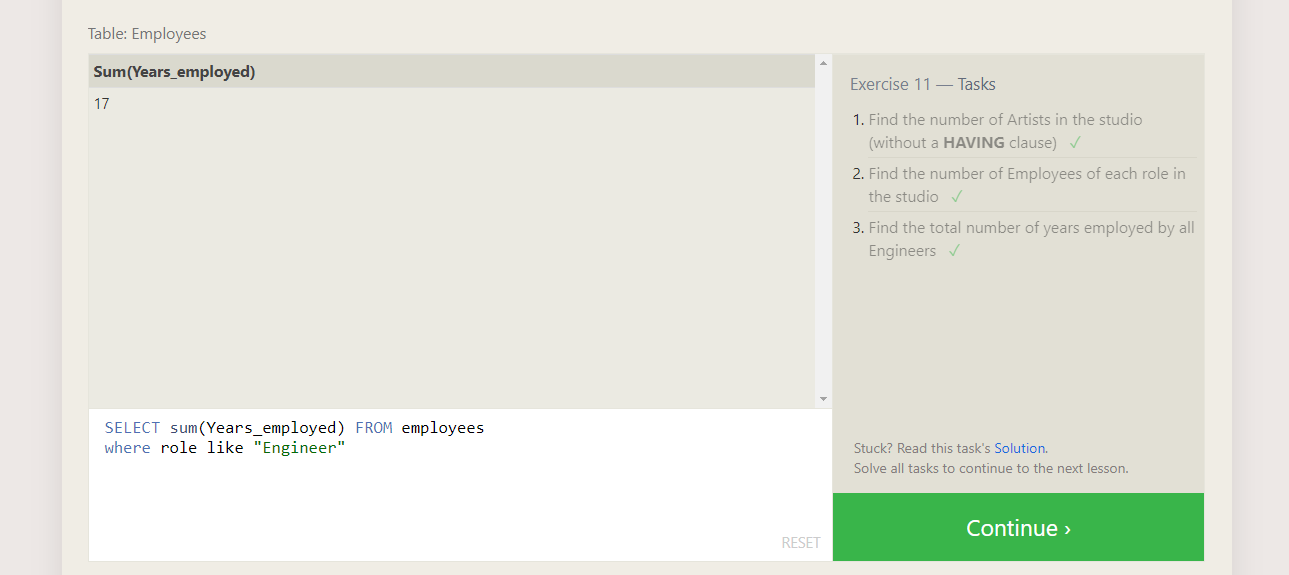 Table: Employees
Sum(Years_employed)
17
SELECT sum(Years_employed) FROM employees
where role like "Engineer"
RESET
Exercise 11 — Tasks
1. Find the number of Artists in the studio
(without a HAVING clause) ✓
2. Find the number of Employees of each role in
the studio ✓
3. Find the total number of years employed by all
Engineers ✓
Stuck? Read this task's Solution.
Solve all tasks to continue to the next lesson.
Continue ›